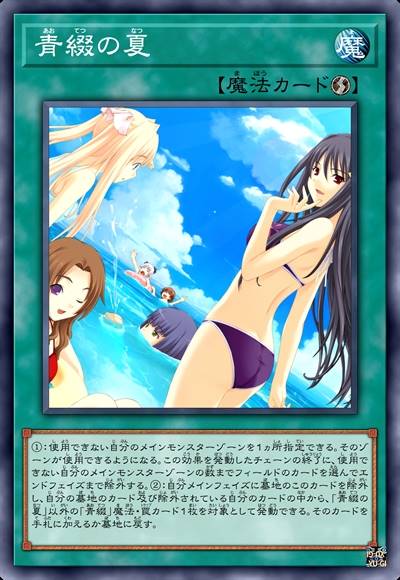 青綴の夏
あお てつ なつ
魔
【魔法カード】
ま ほう
①:使用できない自分のメインモンスターゾーンを1ヵ所指定できる。そのゾ
ーンが使用できるようになる。この効果を発動したチェーンの終了に、使用で
きない自分のメインモンスターゾーンの数までフィールドのカードを選んでエ
ンドフェイズまで除外する。②:自分メインフェイズに墓地のこのカードを除外
し、自分の墓地のカード及び除外されている自分のカードの中から、「青綴の
夏」以外の「青綴」魔法・罠カード1枚を対象として発動できる。そのカードを
手札に加えるか墓地に戻す。